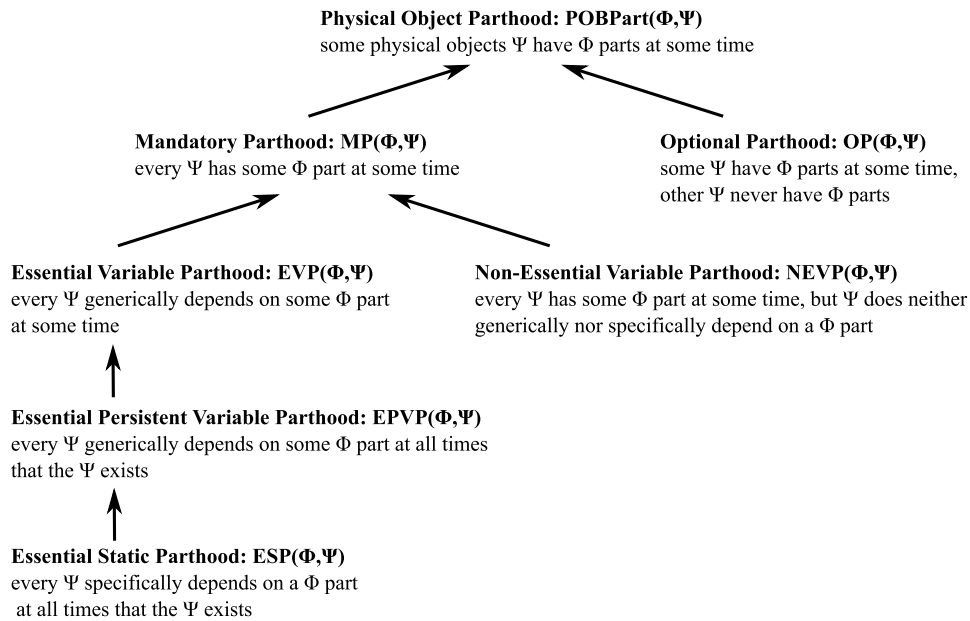 Physical Object Parthood: POBPart(Φ,Ψ)
some physical objects Ψ have Φ parts at some time
Mandatory Parthood: MP(Φ,Ψ)
every Ψ has some Φ part at some time
Optional Parthood: OP(Φ,Ψ)
some Ψ have Φ parts at some time,
other Ψ never have Φ parts
Essential Variable Parthood: EVP(Φ,Ψ)
every Ψ generically depends on some Φ part
at some time
Non-Essential Variable Parthood: NEVP(Φ,Ψ)
every Ψ has some Φ part at some time, but Ψ does neither
generically nor specifically depend on a Φ part
Essential Persistent Variable Parthood: EPVP(Φ,Ψ)
every Ψ generically depends on some Φ part at all times
that the Ψ exists
Essential Static Parthood: ESP(Φ,Ψ)
every Ψ specifically depends on a Φ part
at all times that the Ψ exists